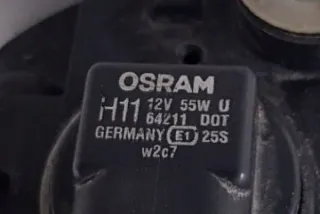 OSRAM
H11 12V 55W U
64211 DOT
GERMANY E1 25S
w2c7